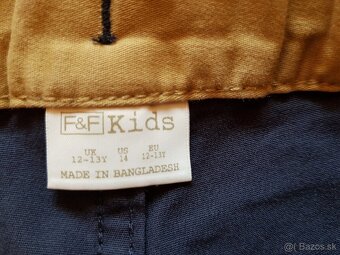 F&F Kids
UK US EU
12-13Y 14 12-13Y
MADE IN BANGLADESH
@Bazos.sk